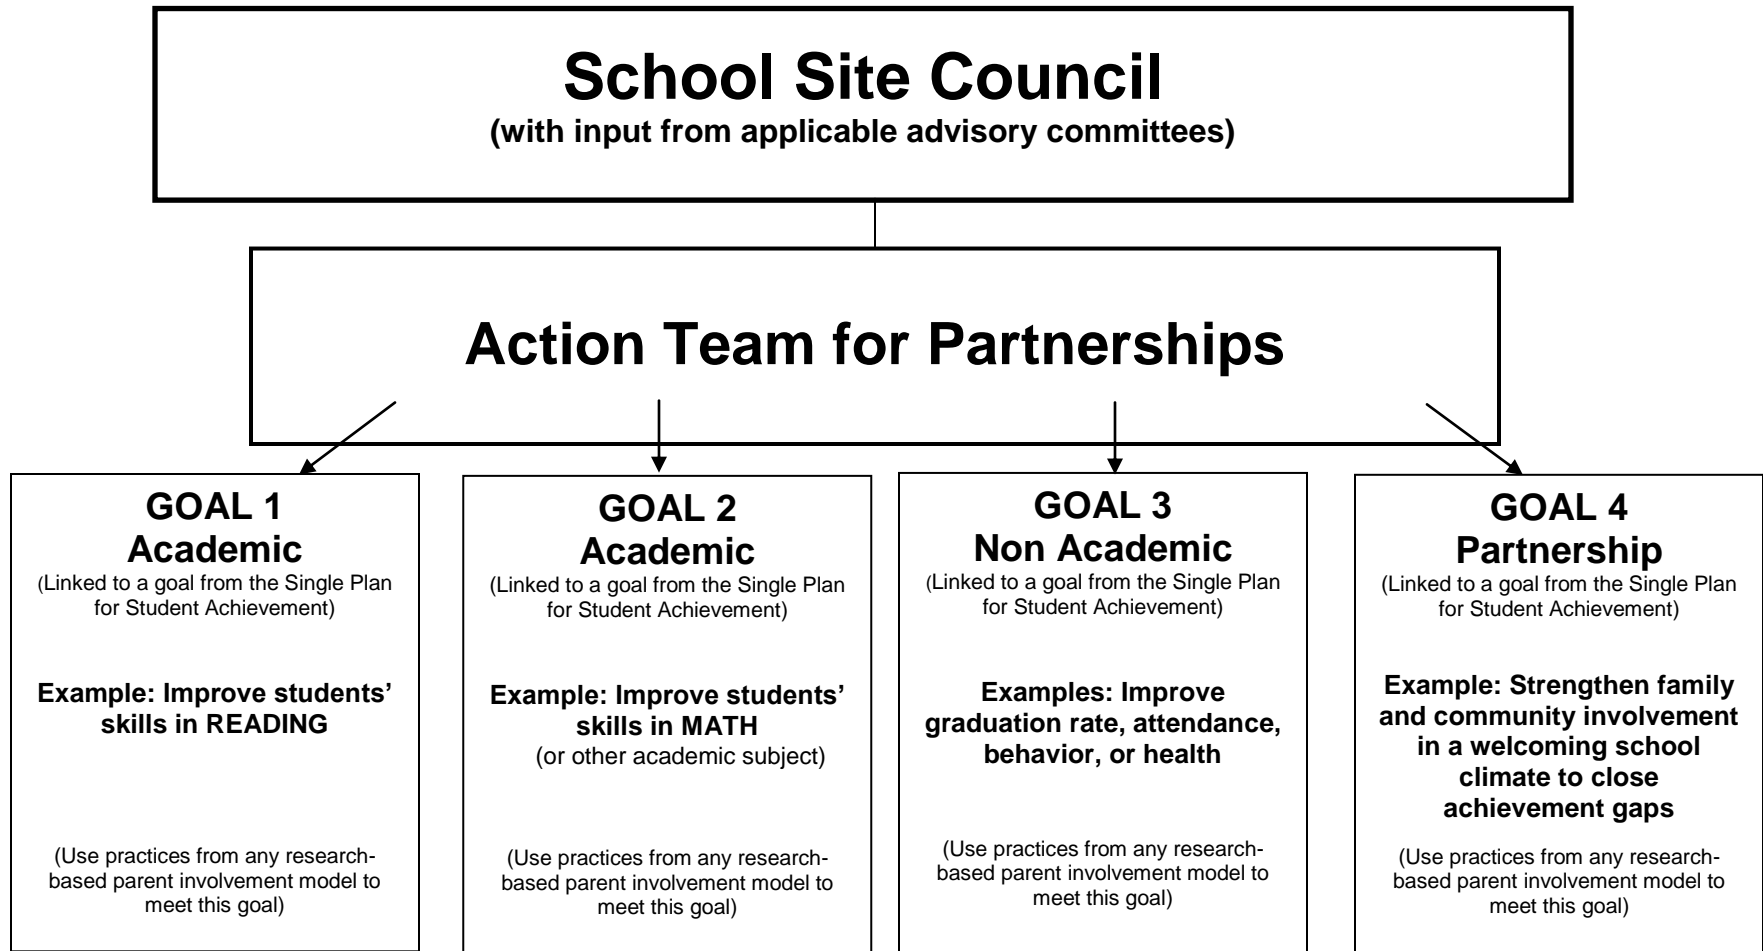 School Site Council
(with input from applicable advisory committees)
Action Team for Partnerships
GOAL 1
Academic
(Linked to a goal from the Single Plan
for Student Achievement)
Example: Improve students’
skills in READING
(Use practices from any research-
based parent involvement model to
meet this goal)
GOAL 2
Academic
(Linked to a goal from the Single Plan
for Student Achievement)
Example: Improve students’
skills in MATH
(or other academic subject)
(Use practices from any research-
based parent involvement model to
meet this goal)
GOAL 3
Non Academic
(Linked to a goal from the Single Plan
for Student Achievement)
Examples: Improve
graduation rate, attendance,
behavior, or health
(Use practices from any research-
based parent involvement model to
meet this goal)
GOAL 4
Partnership
(Linked to a goal from the Single Plan
for Student Achievement)
Example: Strengthen family
and community involvement
in a welcoming school
climate to close
achievement gaps
(Use practices from any research-
based parent involvement model to
meet this goal)